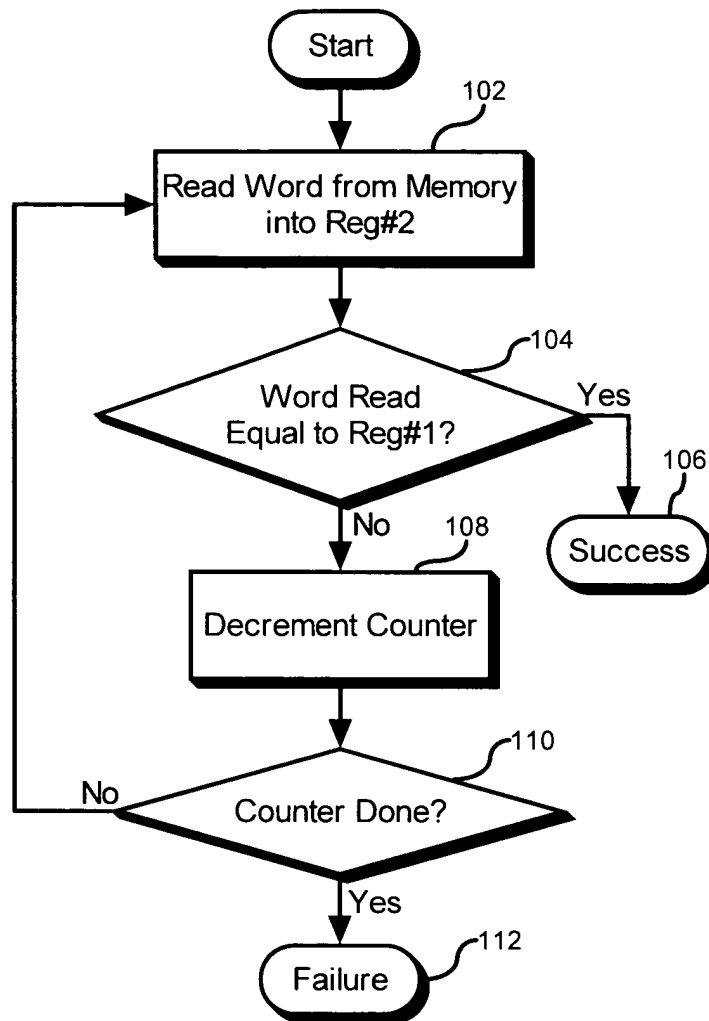 Start
102
Read Word from Memory
into Reg#2
104
Word Read
Equal to Reg#1?
Yes
106
Success
No
108
Decrement Counter
110
No
Counter Done?
Yes
112
Failure